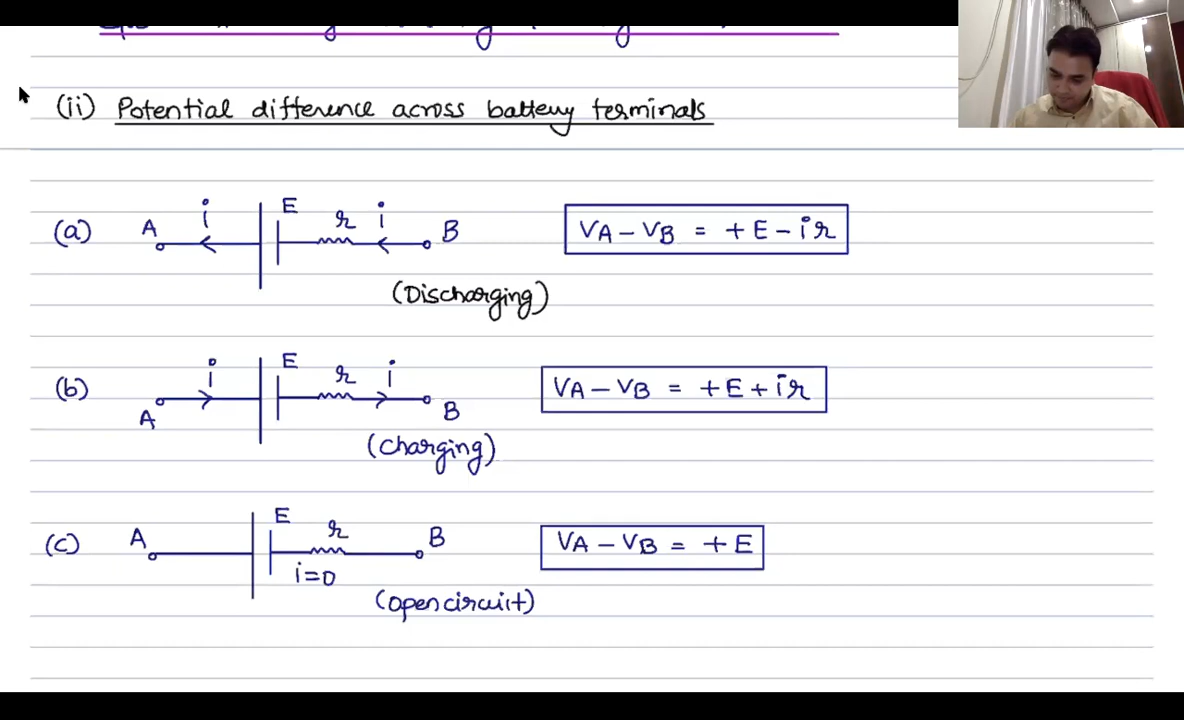 (ii) Potential difference across battery terminals
(a) A i E r i B VA – VB = + E – ir
(Discharging)
(b) A i E r i B VA – VB = + E + ir
(charging)
(c) A E r B VA – VB = + E
i=0
(open circuit)